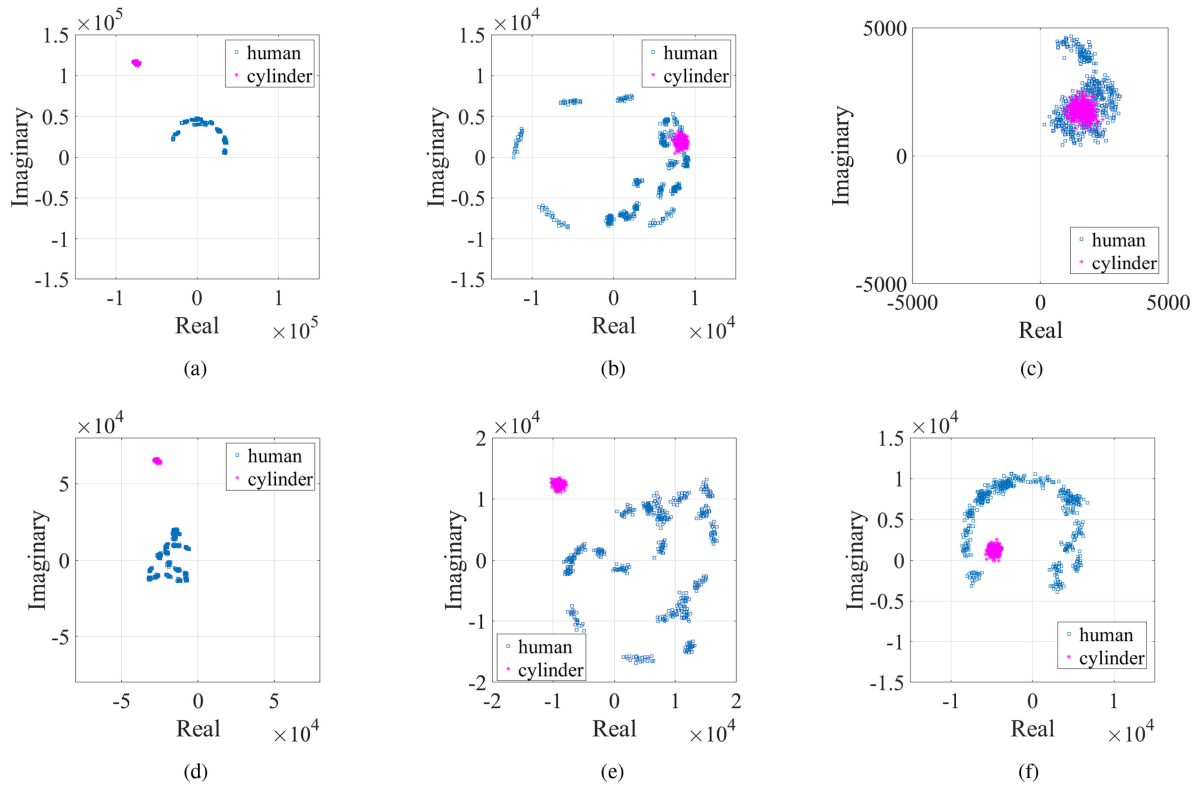 ×10^5
1.5
1
0.5
0
-0.5
-1
-1.5
Imaginary
-1 0 1
Real
×10^5
human
cylinder
(a)
×10^4
1.5
1
0.5
0
-0.5
-1
-1.5
Imaginary
-1 0 1
Real
×10^4
human
cylinder
(b)
5000
0
-5000
Imaginary
-5000 0 5000
Real
human
cylinder
(c)
×10^4
5
0
-5
Imaginary
-5 0 5
Real
×10^4
human
cylinder
(d)
×10^4
2
1
0
-1
-2
Imaginary
-2 -1 0 1 2
Real
×10^4
human
cylinder
(e)
×10^4
1.5
1
0.5
0
-0.5
-1
-1.5
Imaginary
-1 0 1
Real
×10^4
human
cylinder
(f)